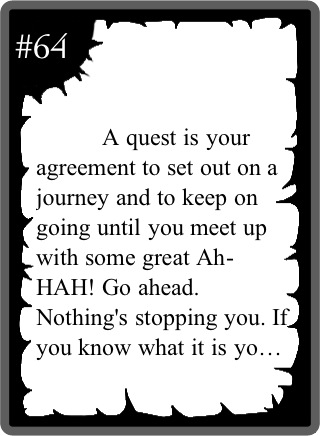 #64
A quest is your
agreement to set out on a
journey and to keep on
going until you meet up
with some great Ah-
HAH! Go ahead.
Nothing's stopping you. If
you know what it is yo…